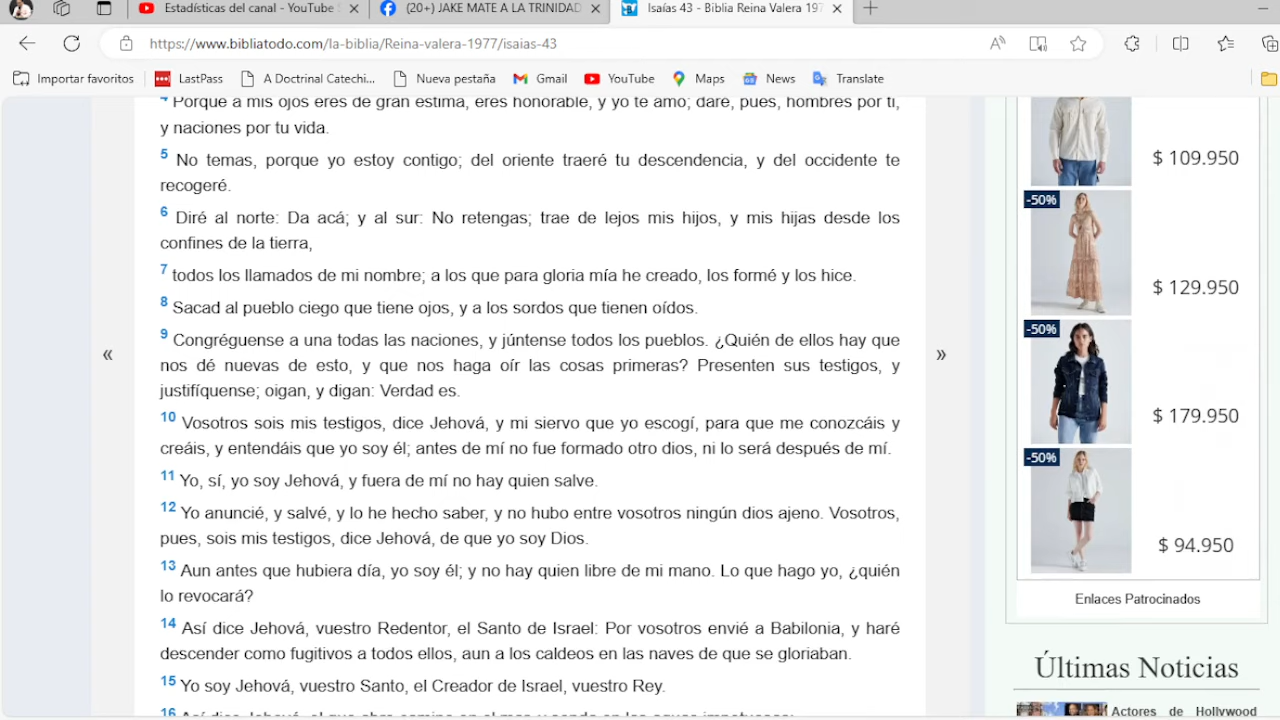 Estadísticas del canal - YouTube
(20+) JAKE MATE A LA TRINIDAD
Isaías 43 - Biblia Reina Valera 197
https://www.bibliatodo.com/la-biblia/Reina-valera-1977/isaias-43
Importar favoritos LastPass A Doctrinal Catechi... Nueva pestaña Gmail YouTube Maps News Translate
4 Porque a mis ojos eres de gran estima, eres honorable, y yo te amo; daré, pues, hombres por ti,
y naciones por tu vida.
5 No temas, porque yo estoy contigo; del oriente traeré tu descendencia, y del occidente te
recogeré.
6 Diré al norte: Da acá; y al sur: No retengas; trae de lejos mis hijos, y mis hijas desde los
confines de la tierra,
7 todos los llamados de mi nombre; a los que para gloria mía he creado, los formé y los hice.
8 Sacad al pueblo ciego que tiene ojos, y a los sordos que tienen oídos.
9 Congréguense a una todas las naciones, y júntense todos los pueblos. ¿Quién de ellos hay que
nos dé nuevas de esto, y que nos haga oír las cosas primeras? Presenten sus testigos, y
justifíquense; oigan, y digan: Verdad es.
10 Vosotros sois mis testigos, dice Jehová, y mi siervo que yo escogí, para que me conozcáis y
creáis, y entendáis que yo soy él; antes de mí no fue formado otro dios, ni lo será después de mí.
11 Yo, sí, yo soy Jehová, y fuera de mí no hay quien salve.
12 Yo anuncié, y salvé, y lo he hecho saber, y no hubo entre vosotros ningún dios ajeno. Vosotros,
pues, sois mis testigos, dice Jehová, de que yo soy Dios.
13 Aun antes que hubiera día, yo soy él; y no hay quien libre de mi mano. Lo que hago yo, ¿quién
lo revocará?
14 Así dice Jehová, vuestro Redentor, el Santo de Israel: Por vosotros envié a Babilonia, y haré
descender como fugitivos a todos ellos, aun a los caldeos en las naves de que se gloriaban.
15 Yo soy Jehová, vuestro Santo, el Creador de Israel, vuestro Rey.
16 Así dice Jehová, el que abre camino en el mar, y senda en las aguas impetuosas;
«
»
$ 109.950
-50%
$ 129.950
-50%
$ 179.950
-50%
$ 94.950
Enlaces Patrocinados
Últimas Noticias
Actores de Hollywood